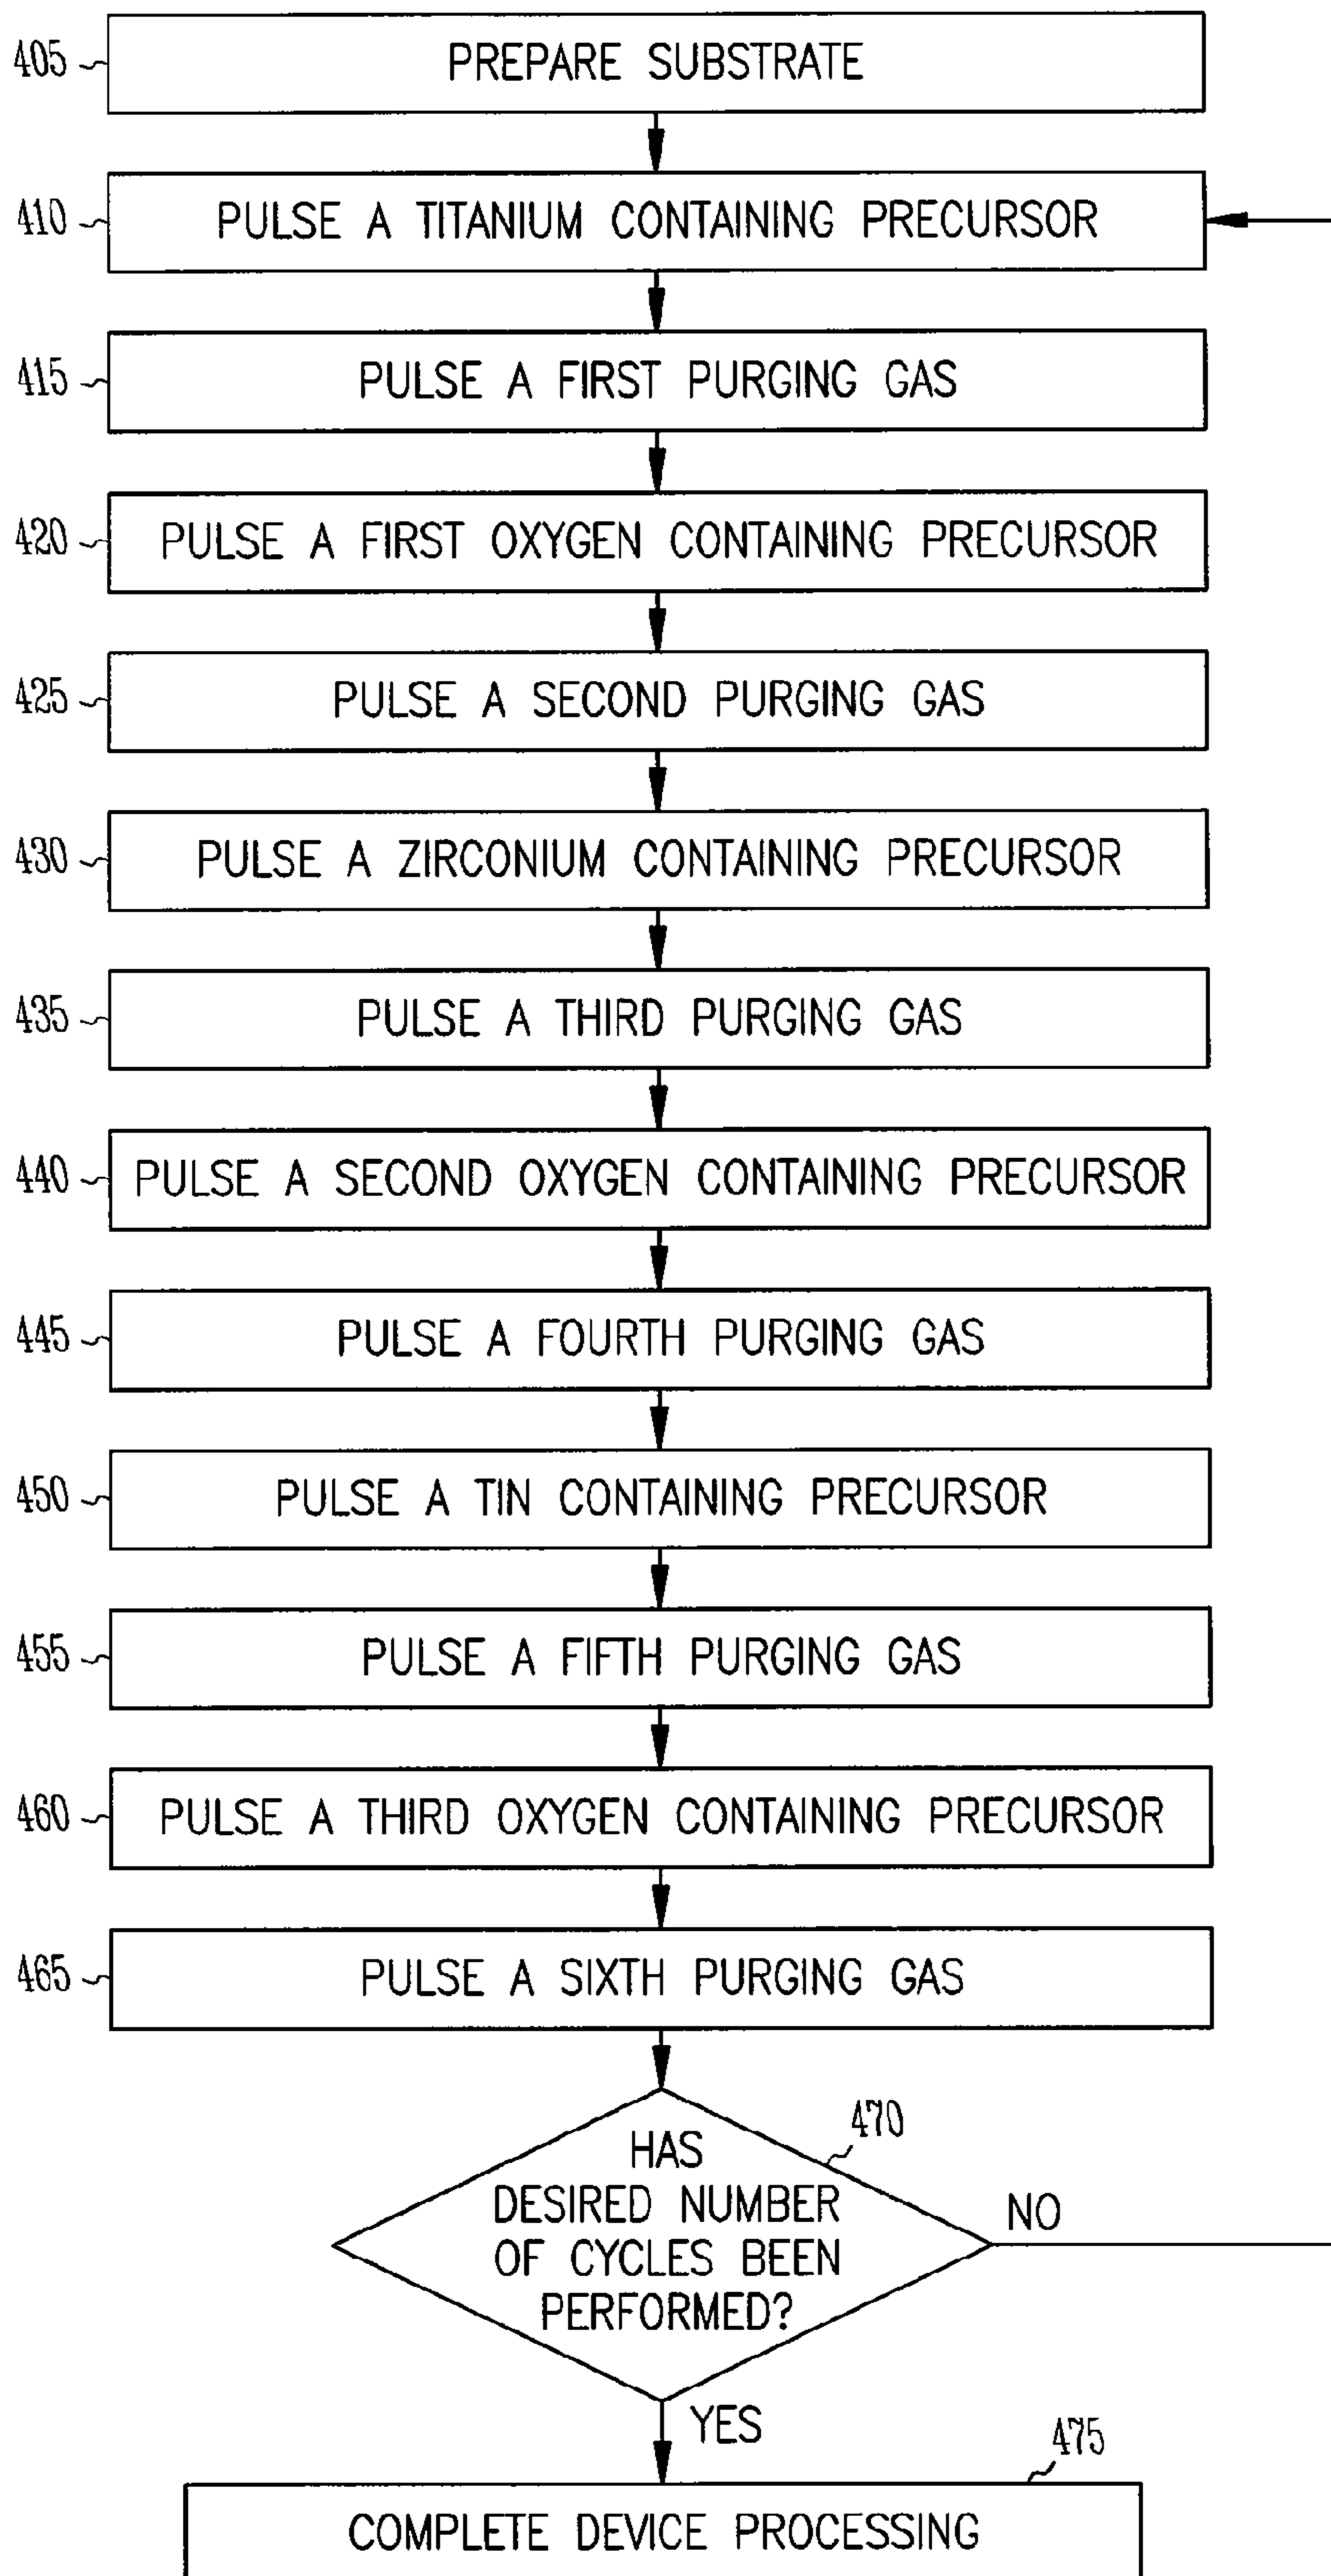 405 PREPARE SUBSTRATE
410 PULSE A TITANIUM CONTAINING PRECURSOR
415 PULSE A FIRST PURGING GAS
420 PULSE A FIRST OXYGEN CONTAINING PRECURSOR
425 PULSE A SECOND PURGING GAS
430 PULSE A ZIRCONIUM CONTAINING PRECURSOR
435 PULSE A THIRD PURGING GAS
440 PULSE A SECOND OXYGEN CONTAINING PRECURSOR
445 PULSE A FOURTH PURGING GAS
450 PULSE A TIN CONTAINING PRECURSOR
455 PULSE A FIFTH PURGING GAS
460 PULSE A THIRD OXYGEN CONTAINING PRECURSOR
465 PULSE A SIXTH PURGING GAS
470
HAS
DESIRED NUMBER
OF CYCLES BEEN
PERFORMED?
NO
YES
475
COMPLETE DEVICE PROCESSING